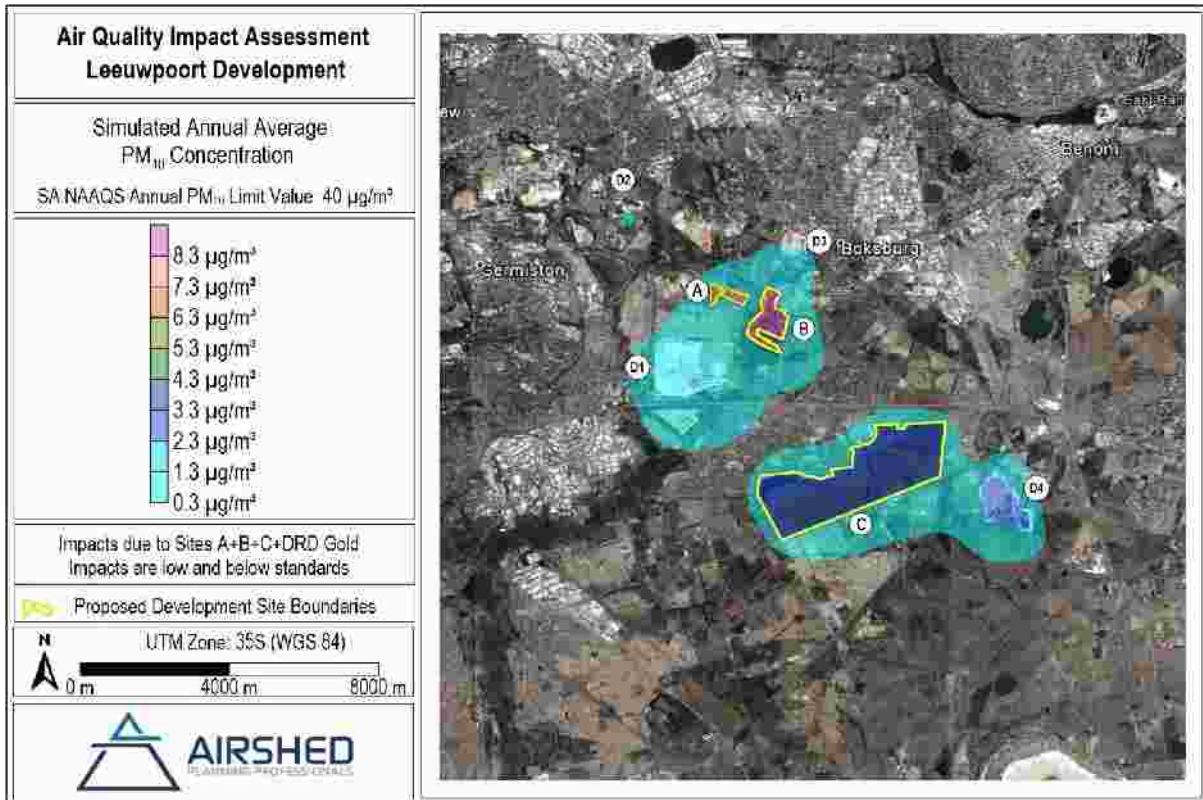 Air Quality Impact Assessment
Leeuwpoort Development
Simulated Annual Average
PM₁₀ Concentration
SA NAAQS Annual PM₁₀ Limit Value 40 µg/m³
8.3 µg/m³
7.3 µg/m³
6.3 µg/m³
5.3 µg/m³
4.3 µg/m³
3.3 µg/m³
2.3 µg/m³
1.3 µg/m³
0.3 µg/m³
Impacts due to Sites A+B+C+DRD Gold
Impacts are low and below standards
Proposed Development Site Boundaries
N
UTM Zone: 35S (WGS 84)
0 m
4000 m
8000 m
AIRSHED
PLANNING PROFESSIONALS
Benoni
D2
D3
Boksburg
Germiston
A
B
D1
D4
C